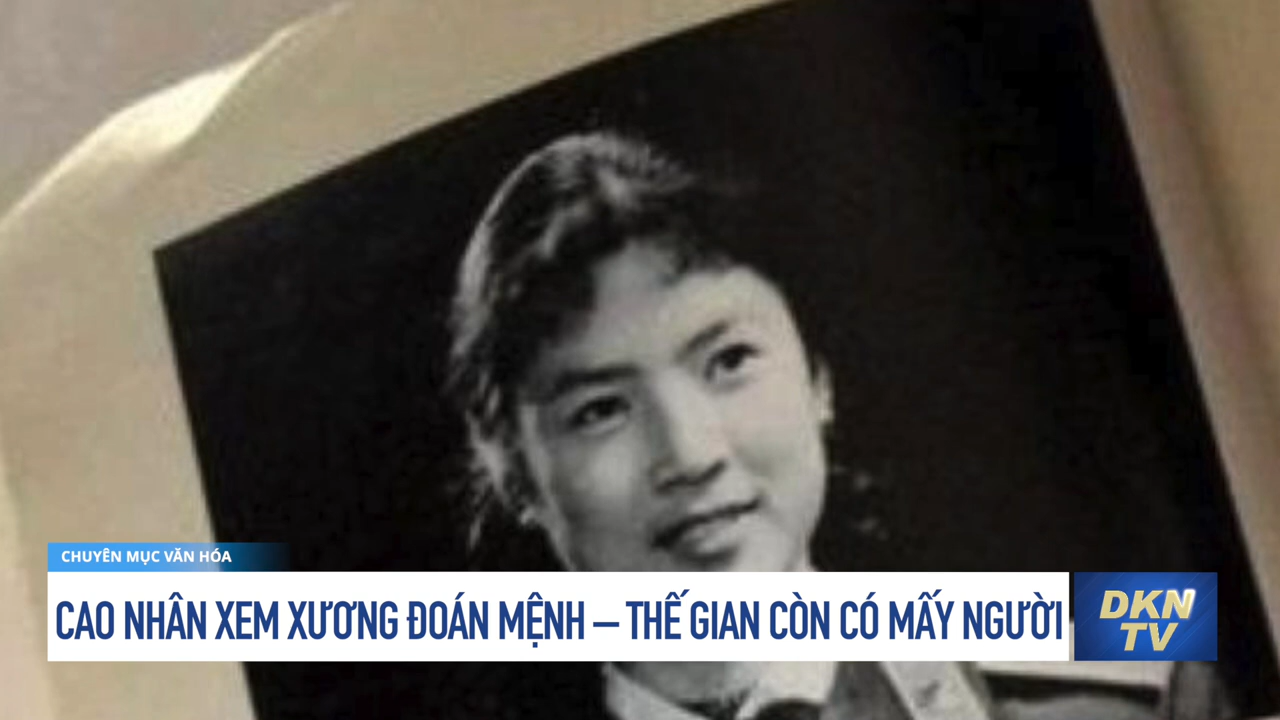 CHUYÊN MỤC VĂN HÓA
CAO NHÂN XEM XƯƠNG ĐOÁN MỆNH – THẾ GIAN CÒN CÓ MẤY NGƯỜI
DKN
TV